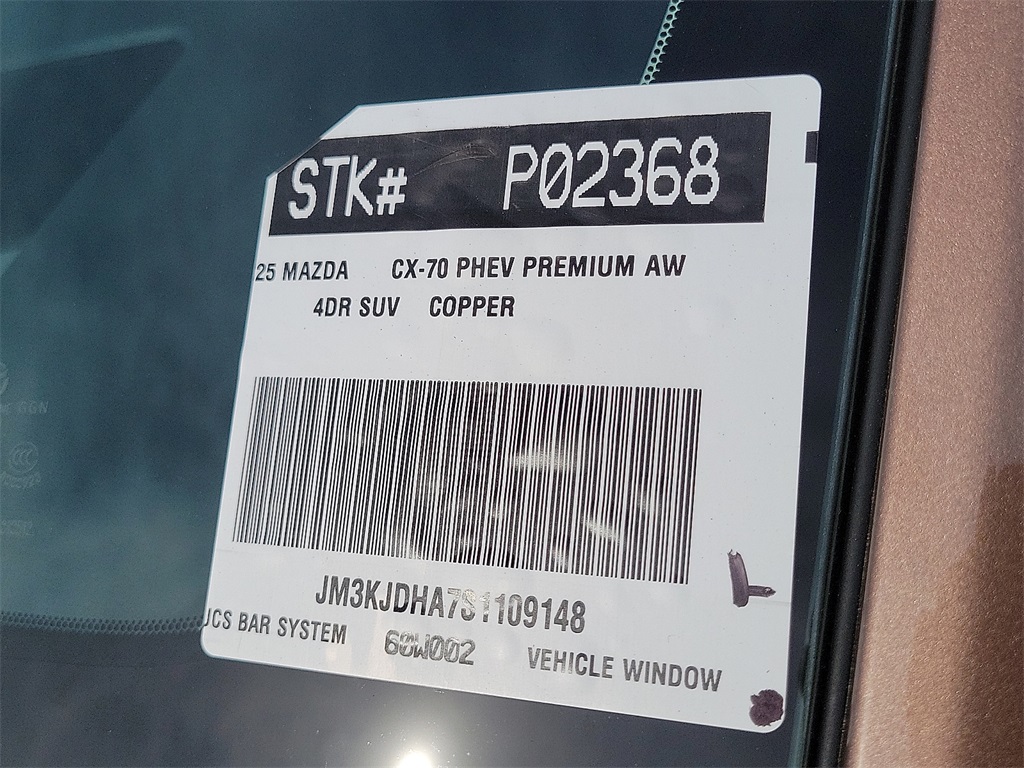 STK# P02368
25 MAZDA CX-70 PHEV PREMIUM AW
4DR SUV COPPER
JM3KJDHA7S1109148
JCS BAR SYSTEM 60W002 VEHICLE WINDOW